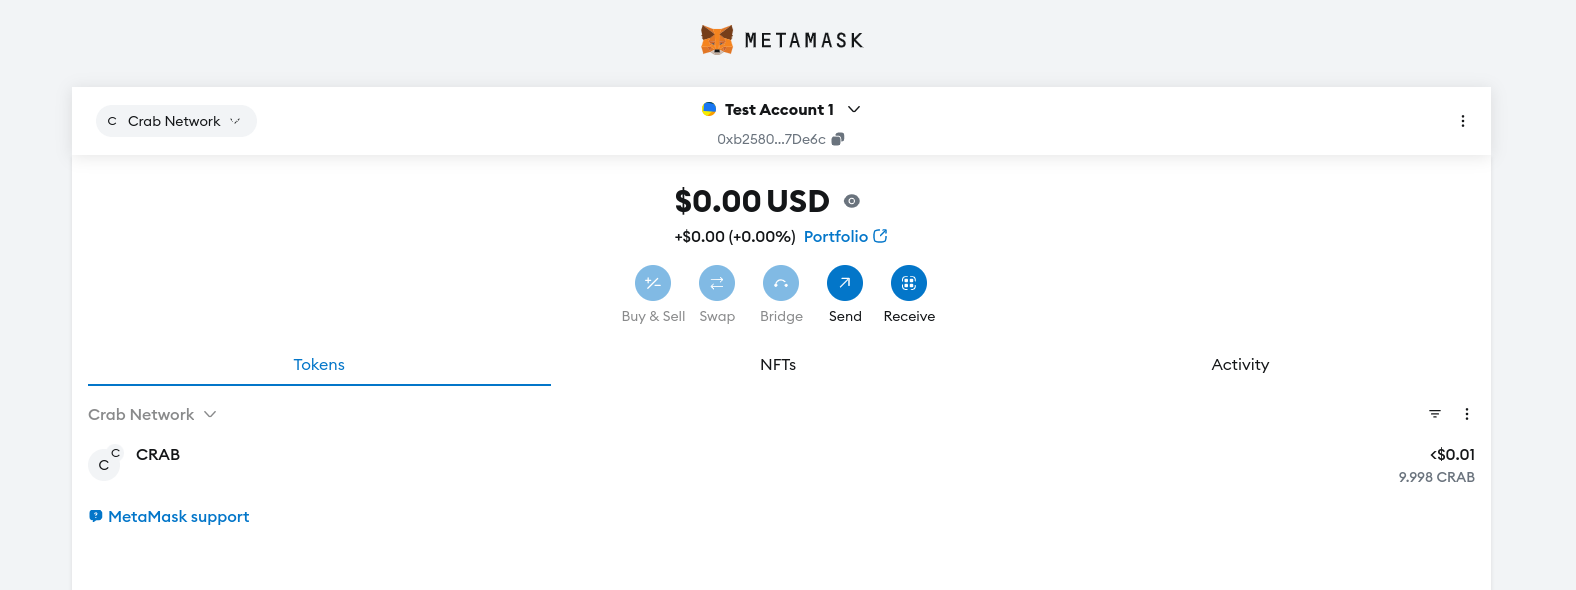 METAMASK
C Crab Network
Test Account 1
0xb2580...7De6c
$0.00 USD
+$0.00 (+0.00%) Portfolio
Buy & Sell Swap Bridge Send Receive
Tokens NFTs Activity
Crab Network
C C CRAB <$0.01
9.998 CRAB
MetaMask support